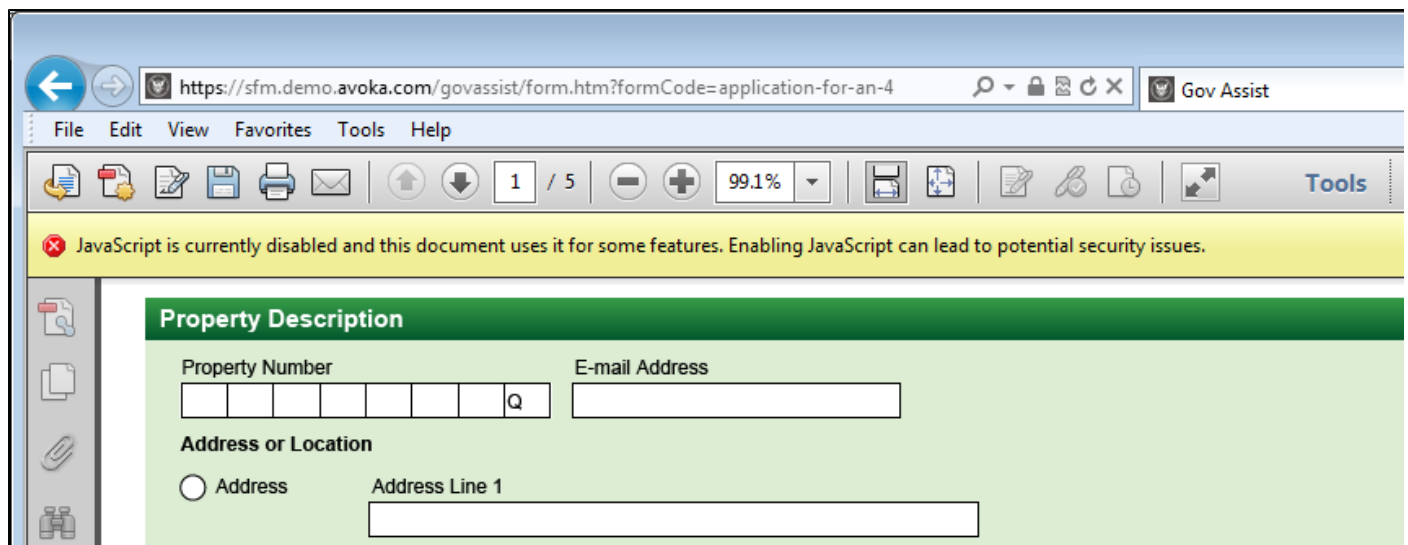 https://sfm.demo.avoka.com/govassist/form.htm?formCode=application-for-an-4 Gov Assist
File Edit View Favorites Tools Help
1 / 5 99.1% Tools
JavaScript is currently disabled and this document uses it for some features. Enabling JavaScript can lead to potential security issues.
Property Description
Property Number E-mail Address
Q
Address or Location
Address Address Line 1